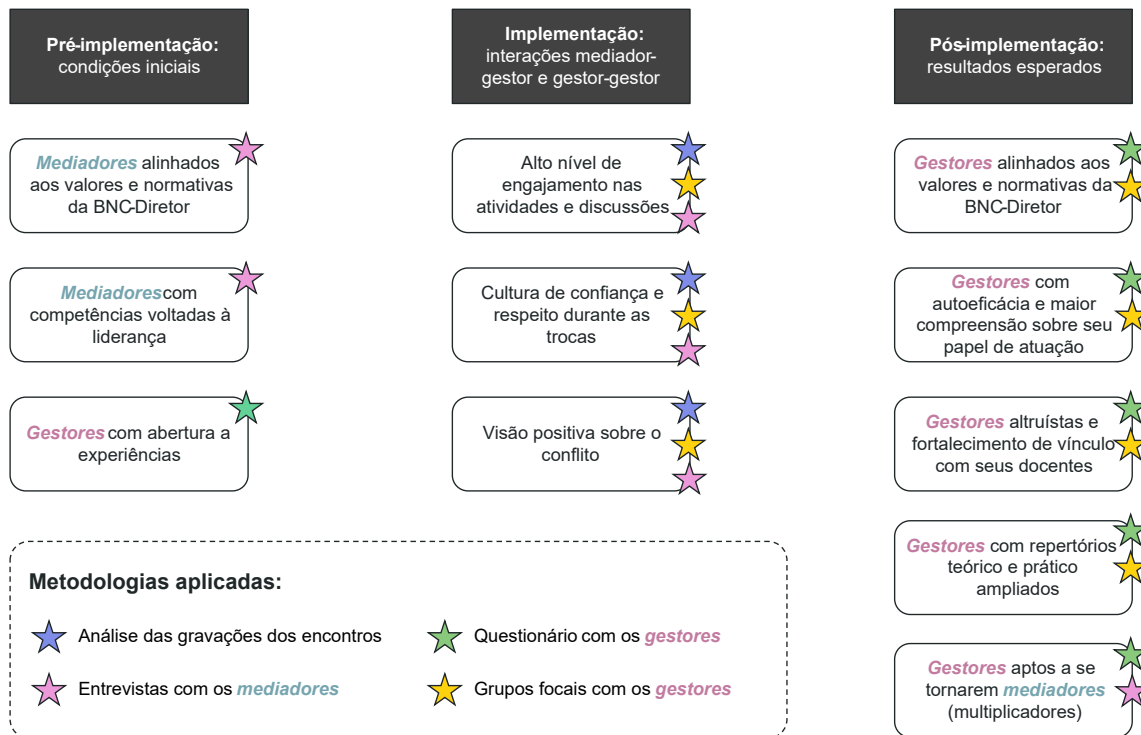 Pré-implementação:
condições iniciais
Mediadores alinhados
aos valores e normativas
da BNC-Diretor
Mediadorescom
competências voltadas à
liderança
Gestores com abertura a
experiências
Implementação:
interações mediador-
gestor e gestor-gestor
Alto nível de
engajamento nas
atividades e discussões
Cultura de confiança e
respeito durante as
trocas
Visão positiva sobre o
conflito
Pós-implementação:
resultados esperados
Gestores alinhados aos
valores e normativas da
BNC-Diretor
Gestores com
autoeficácia e maior
compreensão sobre seu
papel de atuação
Gestores altruístas e
fortalecimento de vínculo
com seus docentes
Gestores com repertórios
teórico e prático
ampliados
Gestores aptos a se
tornarem mediadores
(multiplicadores)
Metodologias aplicadas:
Análise das gravações dos encontros
Entrevistas com os mediadores
Questionário com os gestores
Grupos focais com os gestores